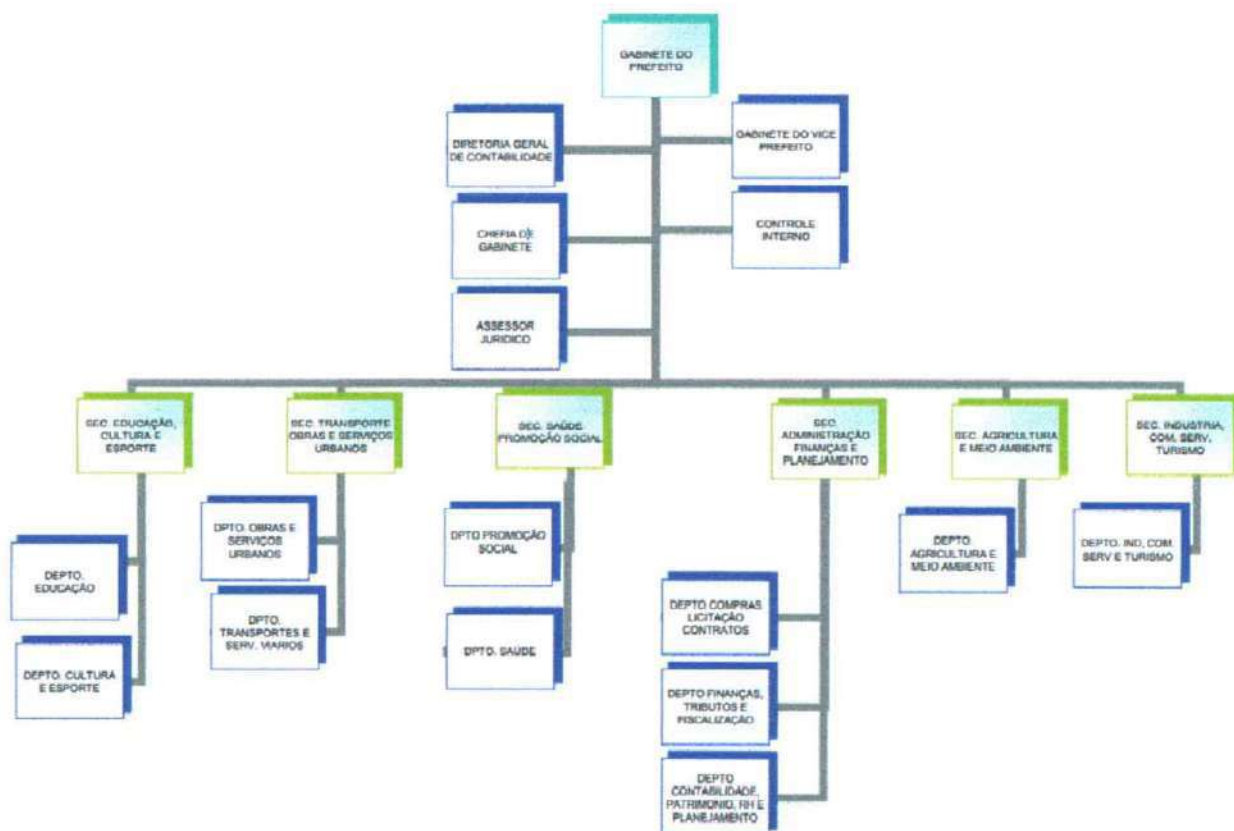 GABINETE DO
PREFEITO
DIRETORIA GERAL
DE CONTABILIDADE
GABINETE DO VICE
PREFEITO
CHEFIA DE
GABINETE
CONTROLE
INTERNO
ASSESSOR
JURIDICO
SEC. EDUCAÇÃO,
CULTURA E
ESPORTE
SEC. TRANSPORTE
OBRAS E SERVIÇOS
URBANOS
SEC. SAÚDE
PROMOÇÃO SOCIAL
SEC.
ADMINISTRAÇÃO
FINANÇAS E
PLANEJAMENTO
SEC. AGRICULTURA
E MEIO AMBIENTE
SEC. INDUSTRIA,
COM. SERV.
TURISMO
DEPTO.
EDUCAÇÃO
DEPTO. CULTURA
E ESPORTE
DPTO. OBRAS E
SERVIÇOS
URBANOS
DPTO.
TRANSPORTES E
SERV. VIARIOS
DPTO PROMOÇÃO
SOCIAL
DPTO. SAÚDE
DEPTO COMPRAS
LICITAÇÃO
CONTRATOS
DEPTO FINANÇAS,
TRIBUTOS E
FISCALIZAÇÃO
DEPTO
CONTABILIDADE,
PATRIMONIO, RH E
PLANEJAMENTO
DEPTO
AGRICULTURA E
MEIO AMBIENTE
DEPTO. IND, COM.
SERV E TURISMO